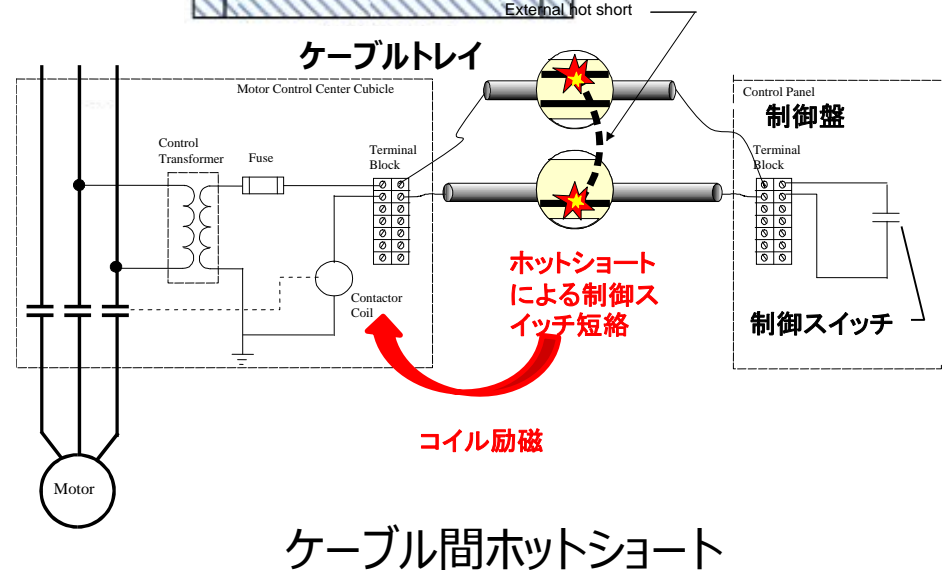 External hot short
ケーブルトレイ
Motor Control Center Cubicle
Control Panel
制御盤
Control
Transformer
Fuse
Terminal
Block
Terminal
Block
Contactor
Coil
ホットショート
による制御ス
イッチ短絡
制御スイッチ
コイル励磁
Motor
ケーブル間ホットショート